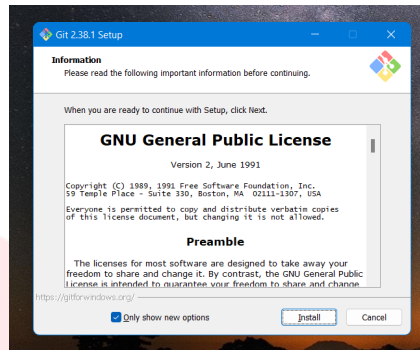 Git 2.38.1 Setup
Information
Please read the following important information before continuing.
When you are ready to continue with Setup, click Next.
GNU General Public License
Version 2, June 1991
Copyright (C) 1989, 1991 Free Software Foundation, Inc.
59 Temple Place - Suite 330, Boston, MA  02111-1307, USA
Everyone is permitted to copy and distribute verbatim copies
of this license document, but changing it is not allowed.
Preamble
The licenses for most software are designed to take away your
freedom to share and change it. By contrast, the GNU General Public
License is intended to guarantee your freedom to share and change
https://gitforwindows.org/
Only show new options
Install
Cancel